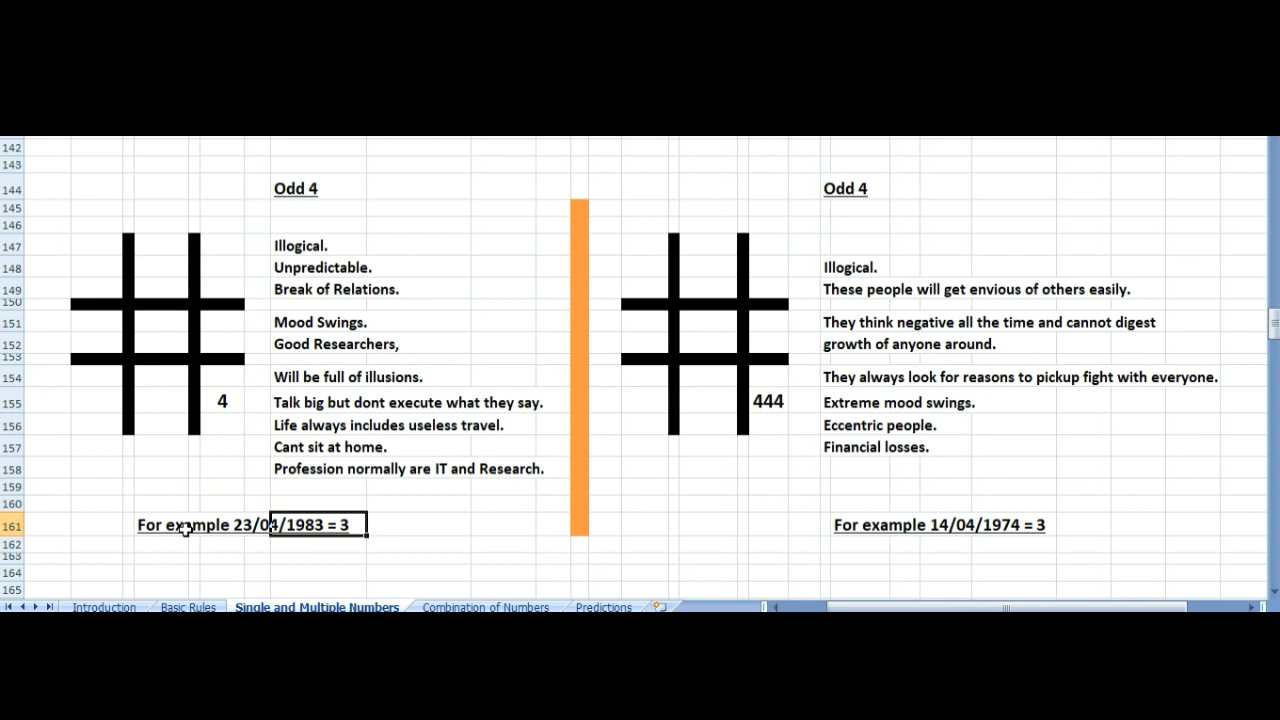 142
143
144 Odd 4 Odd 4
145
146
147 Illogical.
148 Unpredictable. Illogical.
149 Break of Relations. These people will get envious of others easily.
150
151 Mood Swings. They think negative all the time and cannot digest
152 Good Researchers, growth of anyone around.
153
154 Will be full of illusions. They always look for reasons to pickup fight with everyone.
155 4 Talk big but dont execute what they say. 444 Extreme mood swings.
156 Life always includes useless travel. Eccentric people.
157 Cant sit at home. Financial losses.
158 Profession normally are IT and Research.
159
160
161 For example 23/04/1983 = 3 For example 14/04/1974 = 3
162
163
164
165
Introduction Basic Rules Single and Multiple Numbers Combination of Numbers Predictions